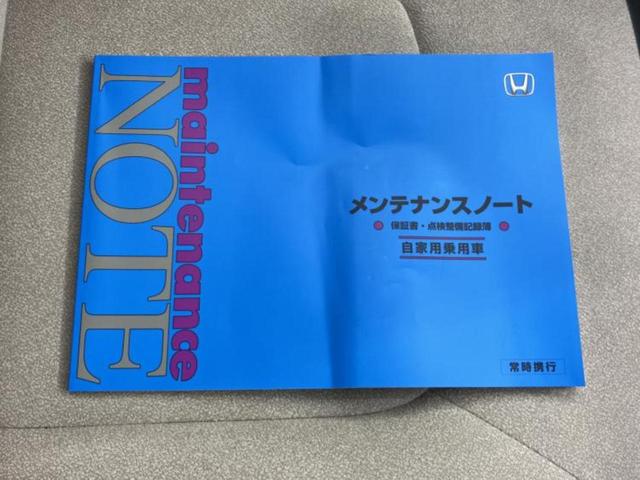 maintenance
NOTE
メンテナンスノート
保証書・点検整備記録簿
自家用乗用車
常時携行